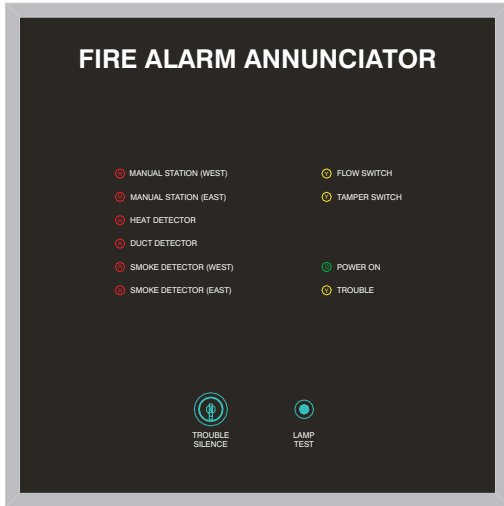 FIRE ALARM ANNUNCIATOR
R MANUAL STATION (WEST)
R MANUAL STATION (EAST)
R HEAT DETECTOR
R DUCT DETECTOR
R SMOKE DETECTOR (WEST)
R SMOKE DETECTOR (EAST)
Y FLOW SWITCH
Y TAMPER SWITCH
G POWER ON
Y TROUBLE
TROUBLE
SILENCE
LAMP
TEST